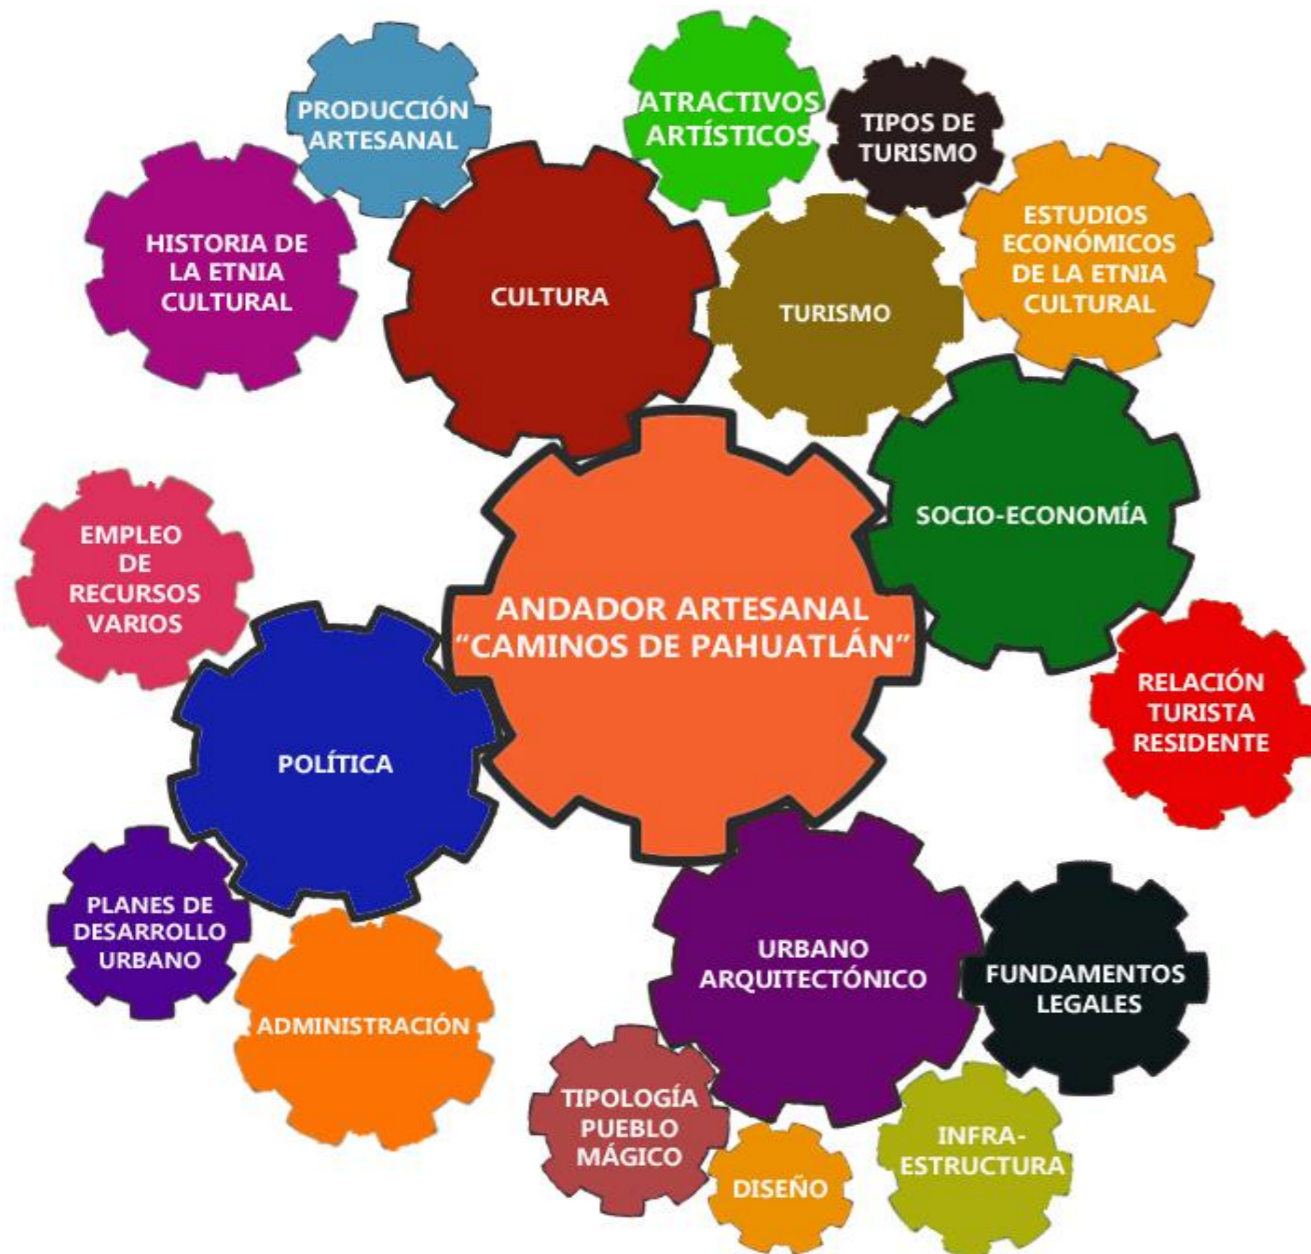 PRODUCCIÓN
ARTESANAL
ATRACTIVOS
ARTÍSTICOS
TIPOS DE
TURISMO
HISTORIA DE
LA ETNIA
CULTURAL
CULTURA
TURISMO
ESTUDIOS
ECONÓMICOS
DE LA ETNIA
CULTURAL
SOCIO-ECONOMÍA
EMPLEO
DE
RECURSOS
VARIOS
ANDADOR ARTESANAL
“CAMINOS DE PAHUATLÁN”
RELACIÓN
TURISTA
RESIDENTE
POLÍTICA
PLANES DE
DESARROLLO
URBANO
ADMINISTRACIÓN
URBANO
ARQUITECTÓNICO
FUNDAMENTOS
LEGALES
TIPOLOGÍA
PUEBLO
MÁGICO
DISEÑO
INFRA-
ESTRUCTURA